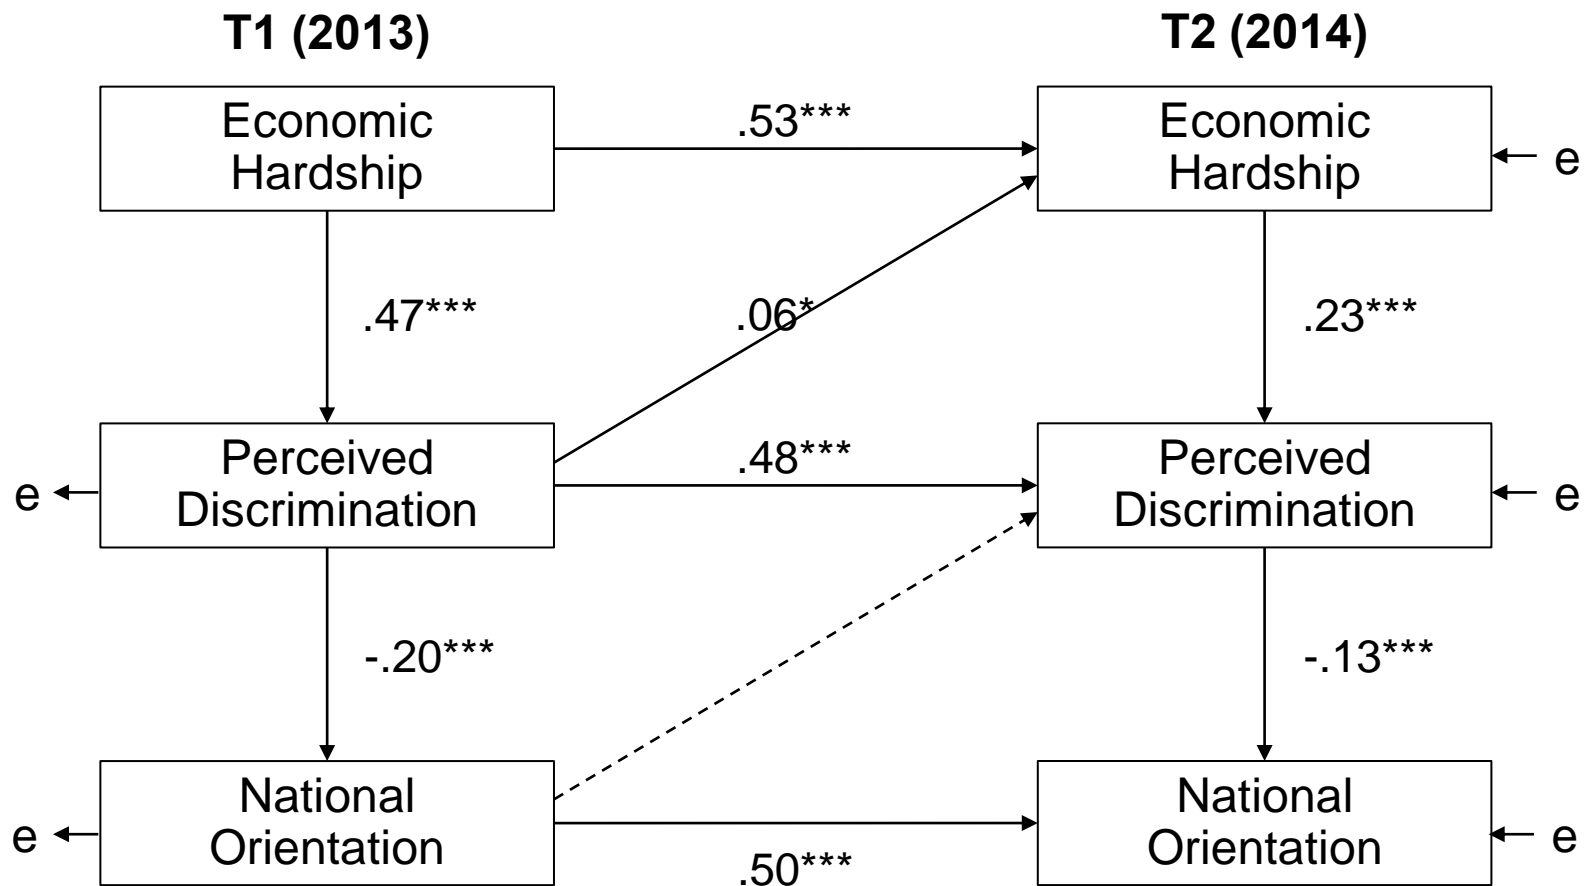 T1 (2013)
T2 (2014)
Economic
Hardship
.53***
Economic
Hardship
e
.47***
.06*
.23***
e
Perceived
Discrimination
.48***
Perceived
Discrimination
e
-.20***
-.13***
e
National
Orientation
.50***
National
Orientation
e